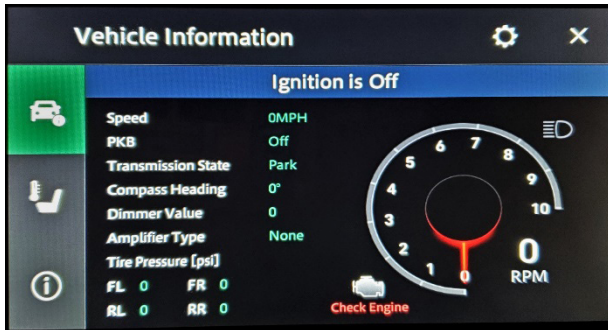 Vehicle Information
Ignition is Off
Speed 0MPH
PKB Off
Transmission State Park
Compass Heading 0°
Dimmer Value 0
Amplifier Type None
Tire Pressure [psi]
FL 0 FR 0
RL 0 RR 0
Check Engine
0 1 2 3 4 5 6 7 8 9 10
0
RPM